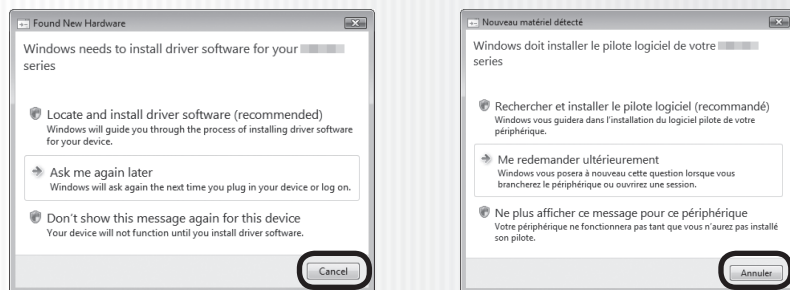 Found New Hardware
Windows needs to install driver software for your
series
Locate and install driver software (recommended)
Windows will guide you through the process of installing driver software
for your device.
Ask me again later
Windows will ask again the next time you plug in your device or log on.
Don't show this message again for this device
Your device will not function until you install driver software.
Cancel
Nouveau matériel détecté
Windows doit installer le pilote logiciel de votre
series
Rechercher et installer le pilote logiciel (recommandé)
Windows vous guidera dans l'installation du logiciel pilote de votre
périphérique.
Me redemander ultérieurement
Windows vous posera à nouveau cette question lorsque vous
brancherez le périphérique ou ouvrirez une session.
Ne plus afficher ce message pour ce périphérique
Votre périphérique ne fonctionnera pas tant que vous n'aurez pas installé
son pilote.
Annuler